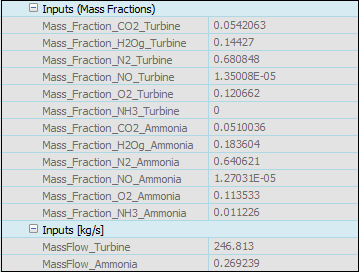 Inputs (Mass Fractions)
Mass_Fraction_CO2_Turbine 0.0542063
Mass_Fraction_H2Og_Turbine 0.14427
Mass_Fraction_N2_Turbine 0.680848
Mass_Fraction_NO_Turbine 1.35008E-05
Mass_Fraction_O2_Turbine 0.120662
Mass_Fraction_NH3_Turbine 0
Mass_Fraction_CO2_Ammonia 0.0510036
Mass_Fraction_H2Og_Ammonia 0.183604
Mass_Fraction_N2_Ammonia 0.640621
Mass_Fraction_NO_Ammonia 1.27031E-05
Mass_Fraction_O2_Ammonia 0.113533
Mass_Fraction_NH3_Ammonia 0.011226
Inputs [kg/s]
MassFlow_Turbine 246.813
MassFlow_Ammonia 0.269239